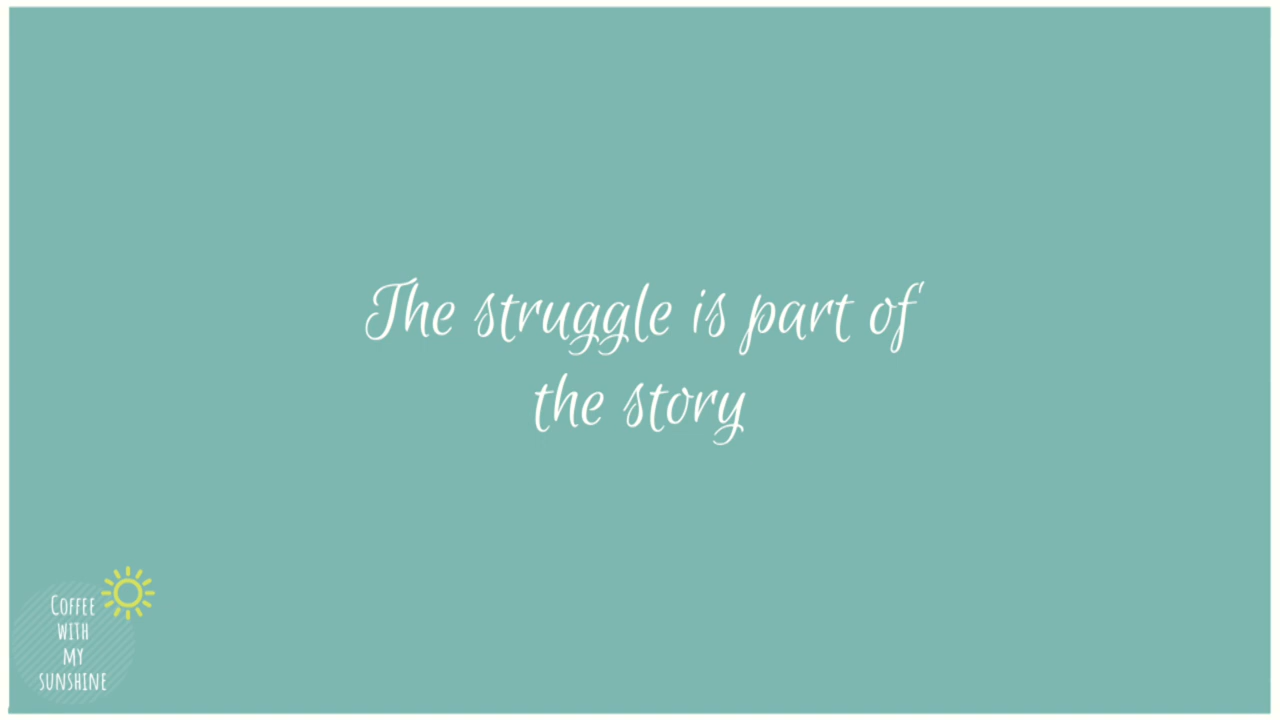 The struggle is part of
the story
Coffee
with
my
sunshine